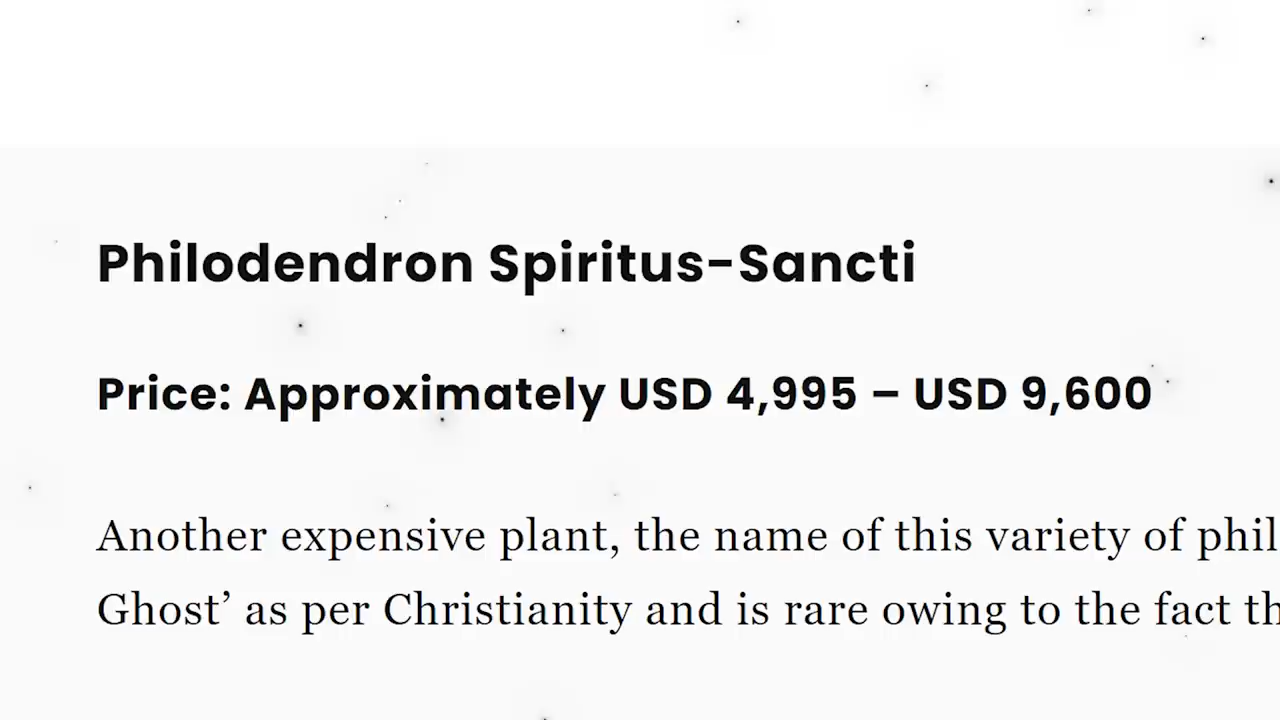 Philodendron Spiritus-Sancti
Price: Approximately USD 4,995 – USD 9,600
Another expensive plant, the name of this variety of phil
Ghost’ as per Christianity and is rare owing to the fact th